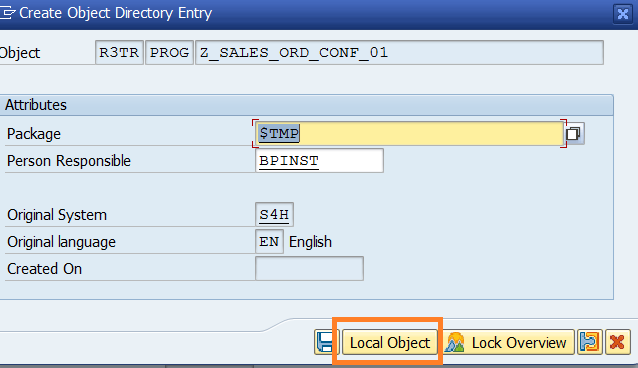 Create Object Directory Entry
Object R3TR PROG Z_SALES_ORD_CONF_01
Attributes
Package $TMP
Person Responsible BPINST
Original System S4H
Original language EN English
Created On
Local Object Lock Overview